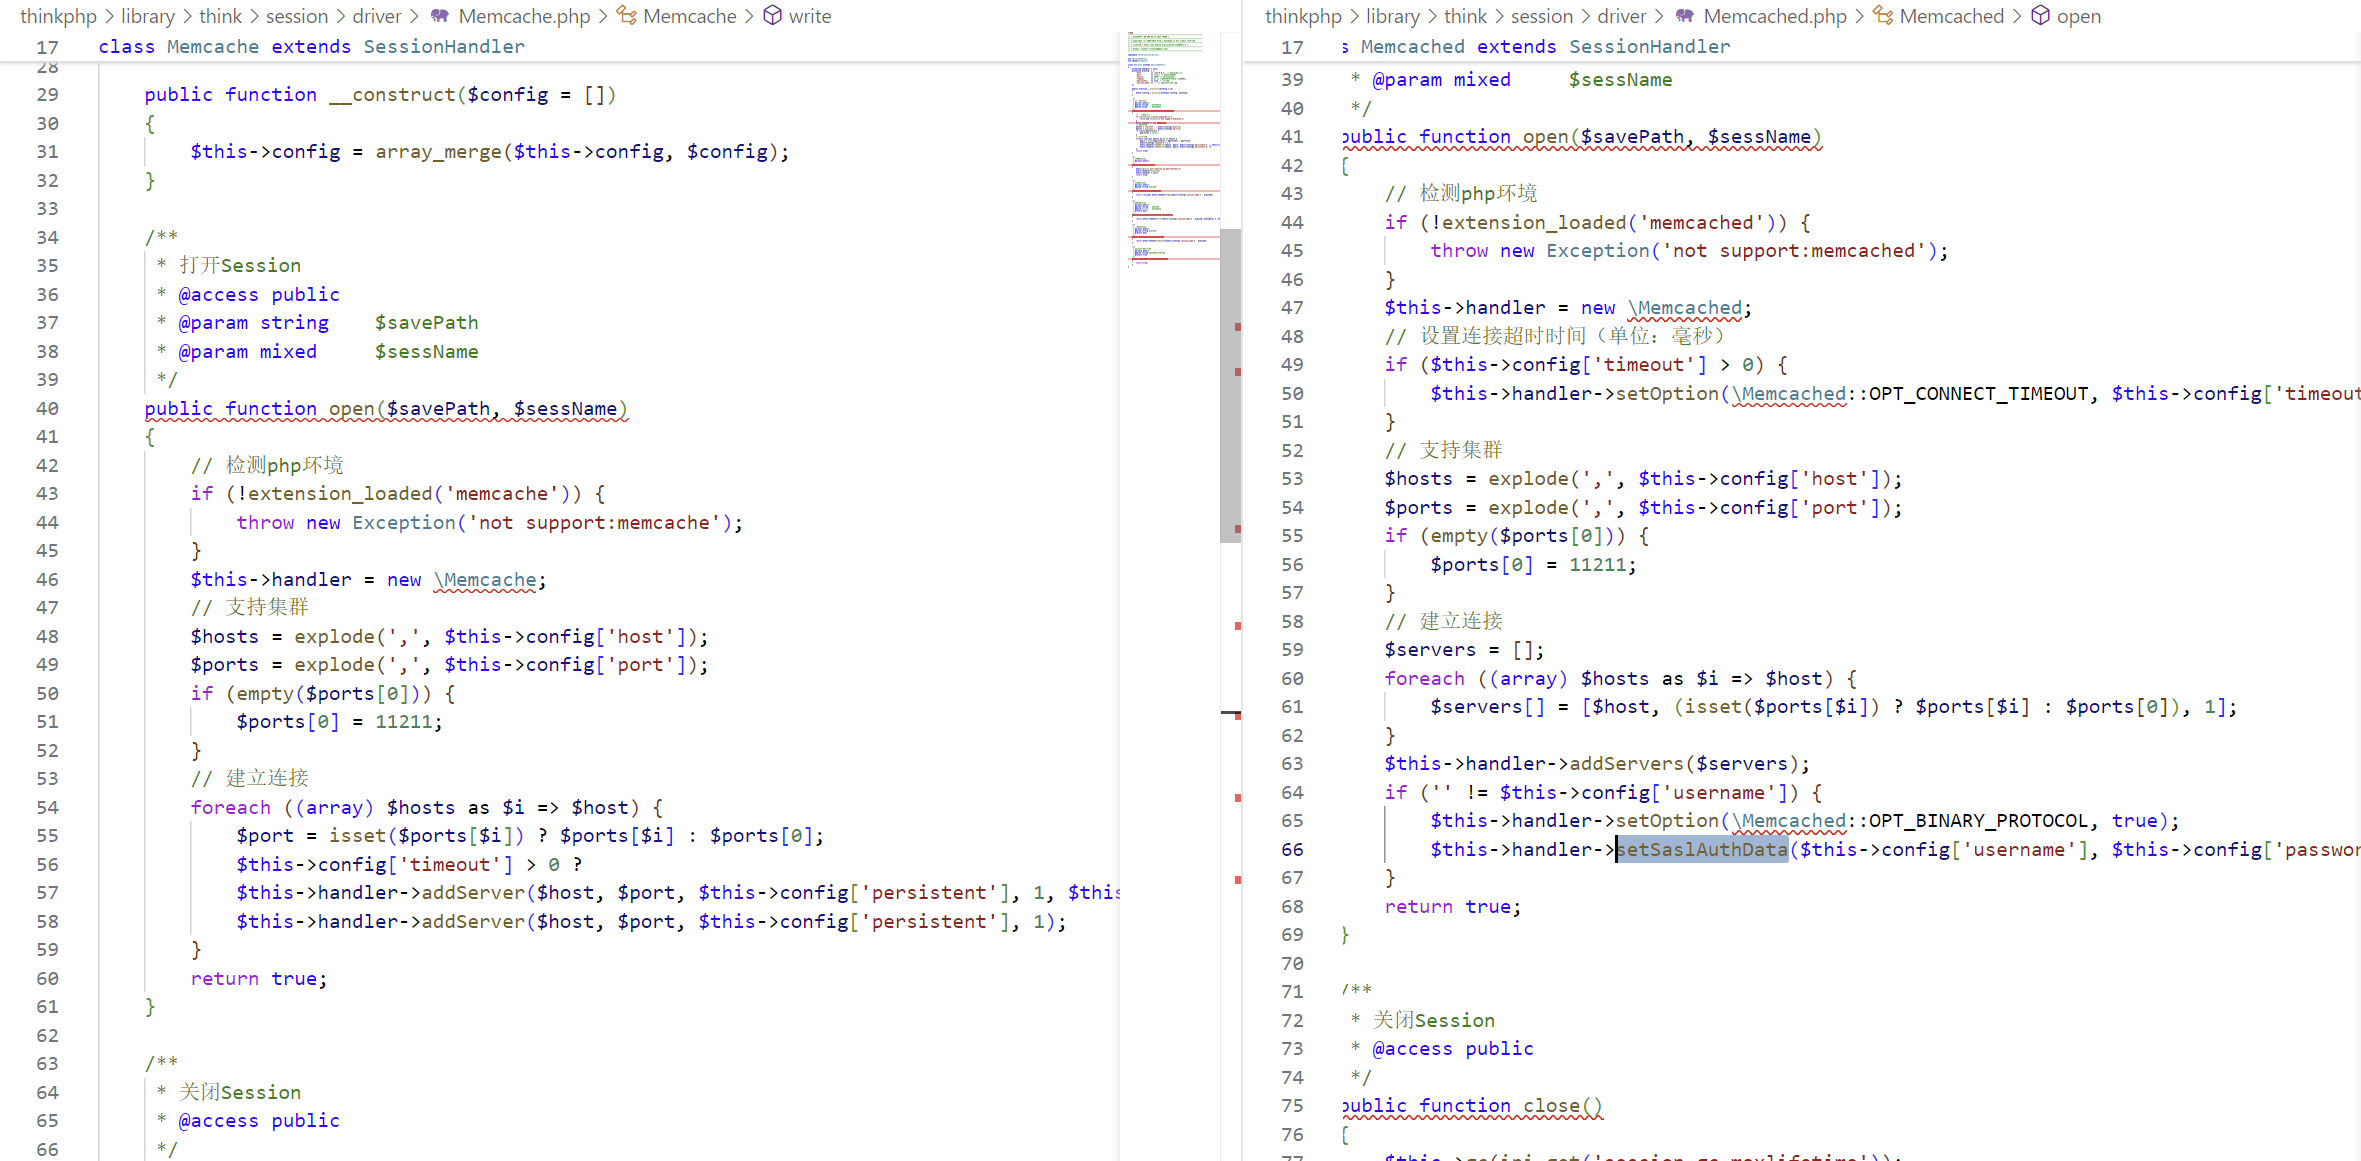 thinkphp > library > think > session > driver > Memcache.php > Memcache > write
17 class Memcache extends SessionHandler
28
29 public function __construct($config = [])
30 {
31 $this->config = array_merge($this->config, $config);
32 }
33
34 /**
35 * 打开Session
36 * @access public
37 * @param string    $savePath
38 * @param mixed     $sessName
39 */
40 public function open($savePath, $sessName)
41 {
42 // 检测php环境
43 if (!extension_loaded('memcache')) {
44 throw new Exception('not support:memcache');
45 }
46 $this->handler = new \Memcache;
47 // 支持集群
48 $hosts = explode(',', $this->config['host']);
49 $ports = explode(',', $this->config['port']);
50 if (empty($ports[0])) {
51 $ports[0] = 11211;
52 }
53 // 建立连接
54 foreach ((array) $hosts as $i => $host) {
55 $port = isset($ports[$i]) ? $ports[$i] : $ports[0];
56 $this->config['timeout'] > 0 ?
57 $this->handler->addServer($host, $port, $this->config['persistent'], 1, $this
58 $this->handler->addServer($host, $port, $this->config['persistent'], 1);
59 }
60 return true;
61 }
62
63 /**
64 * 关闭Session
65 * @access public
66 */
thinkphp > library > think > session > driver > Memcached.php > Memcached > open
17 s Memcached extends SessionHandler
39 * @param mixed     $sessName
40 */
41 public function open($savePath, $sessName)
42 {
43 // 检测php环境
44 if (!extension_loaded('memcached')) {
45 throw new Exception('not support:memcached');
46 }
47 $this->handler = new \Memcached;
48 // 设置连接超时时间（单位：毫秒）
49 if ($this->config['timeout'] > 0) {
50 $this->handler->setOption(\Memcached::OPT_CONNECT_TIMEOUT, $this->config['timeout
51 }
52 // 支持集群
53 $hosts = explode(',', $this->config['host']);
54 $ports = explode(',', $this->config['port']);
55 if (empty($ports[0])) {
56 $ports[0] = 11211;
57 }
58 // 建立连接
59 $servers = [];
60 foreach ((array) $hosts as $i => $host) {
61 $servers[] = [$host, (isset($ports[$i]) ? $ports[$i] : $ports[0]), 1];
62 }
63 $this->handler->addServers($servers);
64 if ('' != $this->config['username']) {
65 $this->handler->setOption(\Memcached::OPT_BINARY_PROTOCOL, true);
66 $this->handler->setSaslAuthData($this->config['username'], $this->config['passwor
67 }
68 return true;
69 }
70
71 /**
72 * 关闭Session
73 * @access public
74 */
75 public function close()
76 {
77 $this->gc(ini_get('session.gc_maxlifetime'));